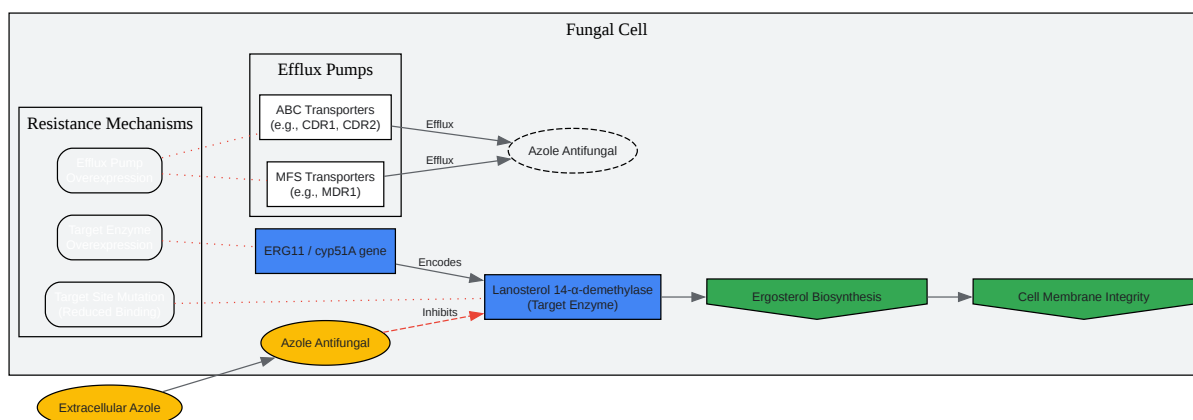 Fungal Cell
Efflux Pumps
ABC Transporters
(e.g., CDR1, CDR2)
Efflux
Azole Antifungal
Resistance Mechanisms
Efflux Pump
Overexpression
Efflux
MFS Transporters
(e.g., MDR1)
Target Enzyme
Overexpression
ERG11 / cyp51A gene
Encodes
Target Site Mutation
(Reduced Binding)
Lanosterol 14-α-demethylase
(Target Enzyme)
Ergosterol Biosynthesis
Cell Membrane Integrity
Inhibits
Azole Antifungal
Extracellular Azole